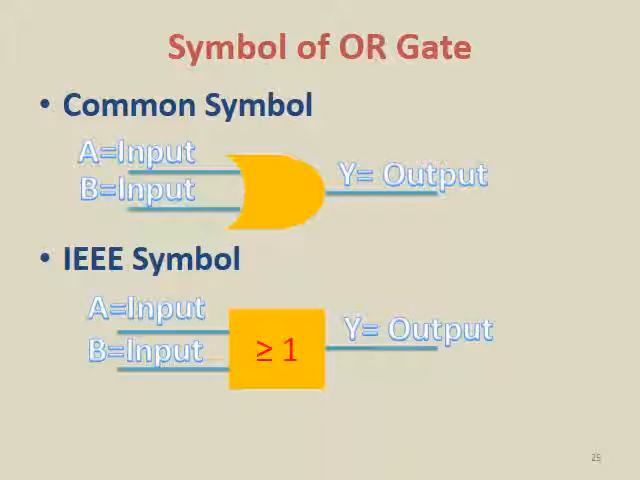 Symbol of OR Gate
• Common Symbol
A=Input
B=Input
Y= Output
• IEEE Symbol
A=Input
B=Input
≥ 1
Y= Output
25